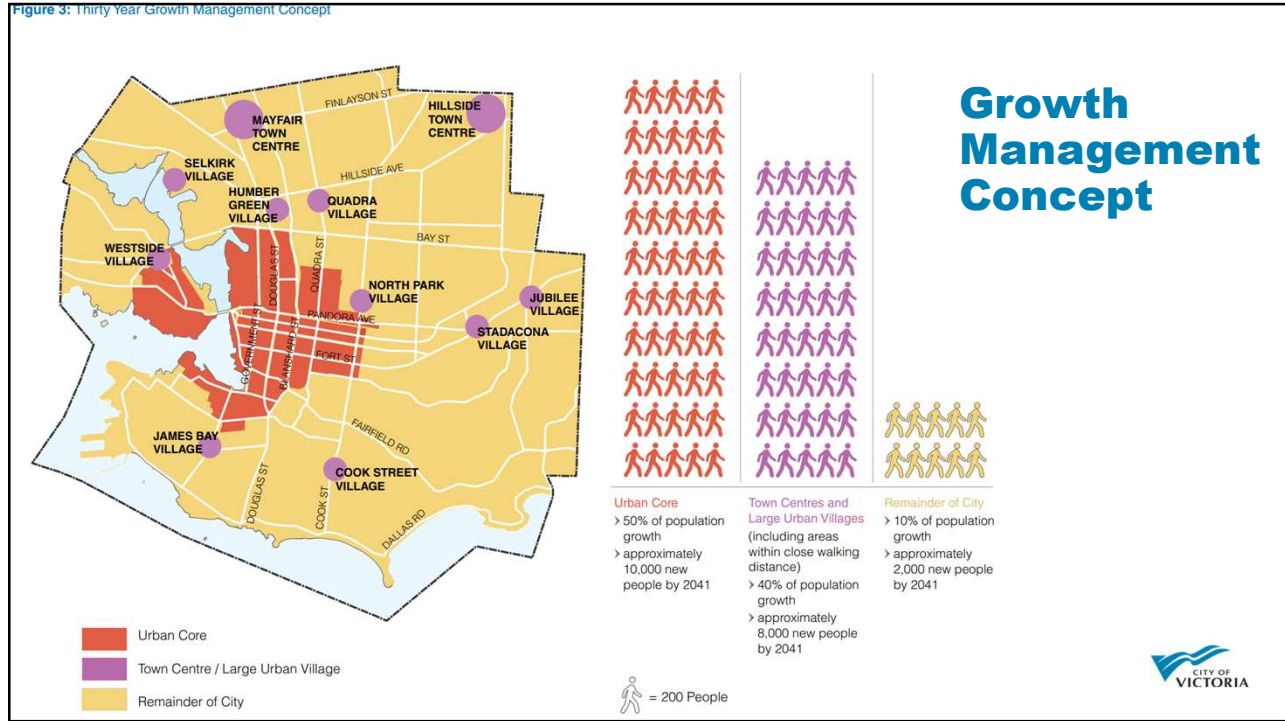 Figure 3: Thirty Year Growth Management Concept
Growth
Management
Concept
FINLAYSON ST
MAYFAIR
TOWN
CENTRE
HILLSIDE
TOWN
CENTRE
SELKIRK
VILLAGE
HILLSIDE AVE
HUMBER
GREEN
VILLAGE
QUADRA
VILLAGE
BAY ST
WESTSIDE
VILLAGE
DOUGLAS ST
QUADRA ST
NORTH PARK
VILLAGE
JUBILEE
VILLAGE
PANDORA AVE
STADACONA
VILLAGE
GOVERNMENT ST
BLANSHARD ST
FORT ST
JAMES BAY
VILLAGE
FAIRFIELD RD
COOK STREET
VILLAGE
DOUGLAS ST
COOK ST
DALLAS RD
Urban Core
> 50% of population
growth
> approximately
10,000 new
people by 2041
Town Centres and
Large Urban Villages
(including areas
within close walking
distance)
> 40% of population
growth
> approximately
8,000 new people
by 2041
Remainder of City
> 10% of population
growth
> approximately
2,000 new people
by 2041
Urban Core
Town Centre / Large Urban Village
Remainder of City
= 200 People
CITY OF
VICTORIA